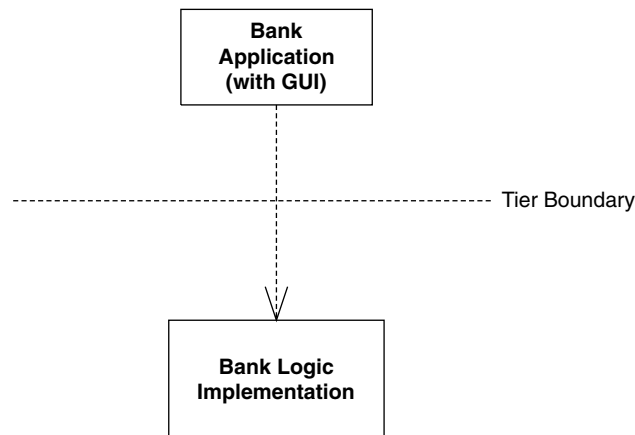 Bank
Application
(with GUI)
Tier Boundary
Bank Logic
Implementation